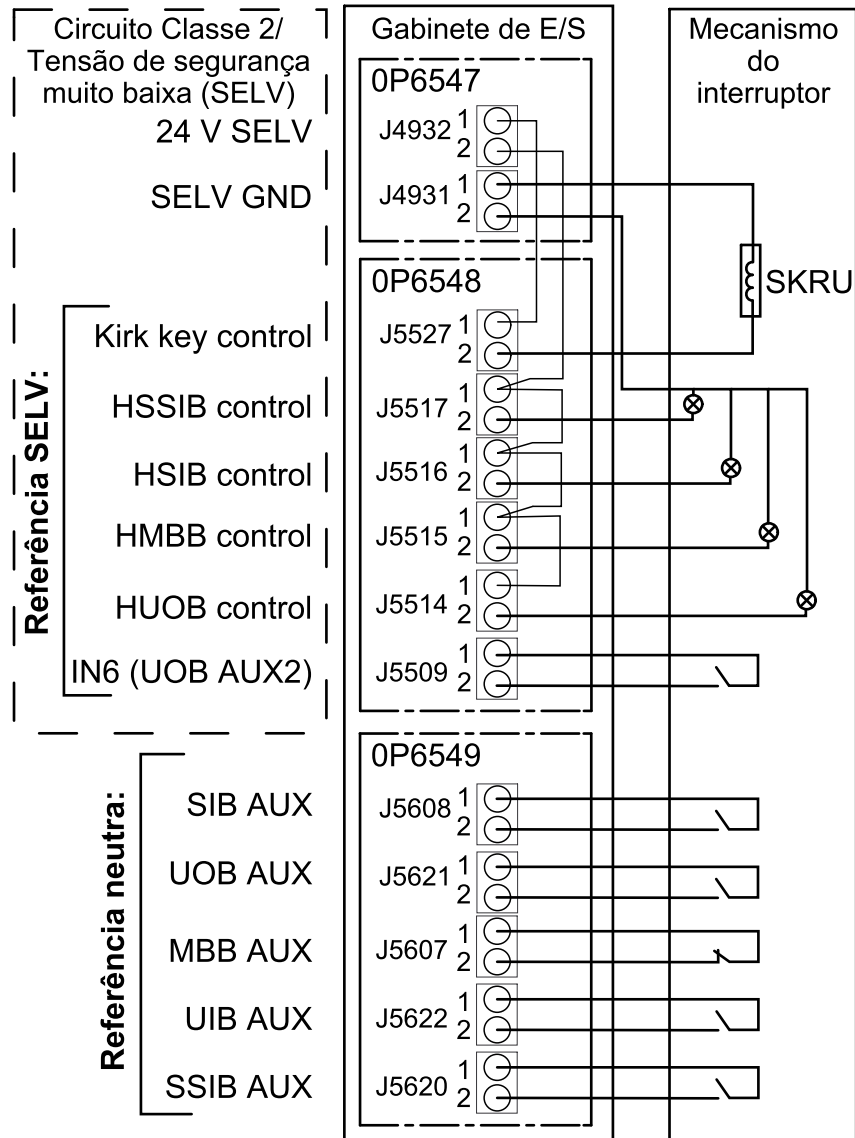 Circuito Classe 2/
Tensão de segurança
muito baixa (SELV)
Gabinete de E/S
Mecanismo
do
interruptor
0P6547
24 V SELV
J4932 1
2
SELV GND
J4931 1
2
SKRU
0P6548
Referência SELV:
Kirk key control
J5527 1
2
HSSIB control
J5517 1
2
HSIB control
J5516 1
2
HMBB control
J5515 1
2
HUOB control
J5514 1
2
IN6 (UOB AUX2)
J5509 1
2
0P6549
Referência neutra:
SIB AUX
J5608 1
2
UOB AUX
J5621 1
2
MBB AUX
J5607 1
2
UIB AUX
J5622 1
2
SSIB AUX
J5620 1
2